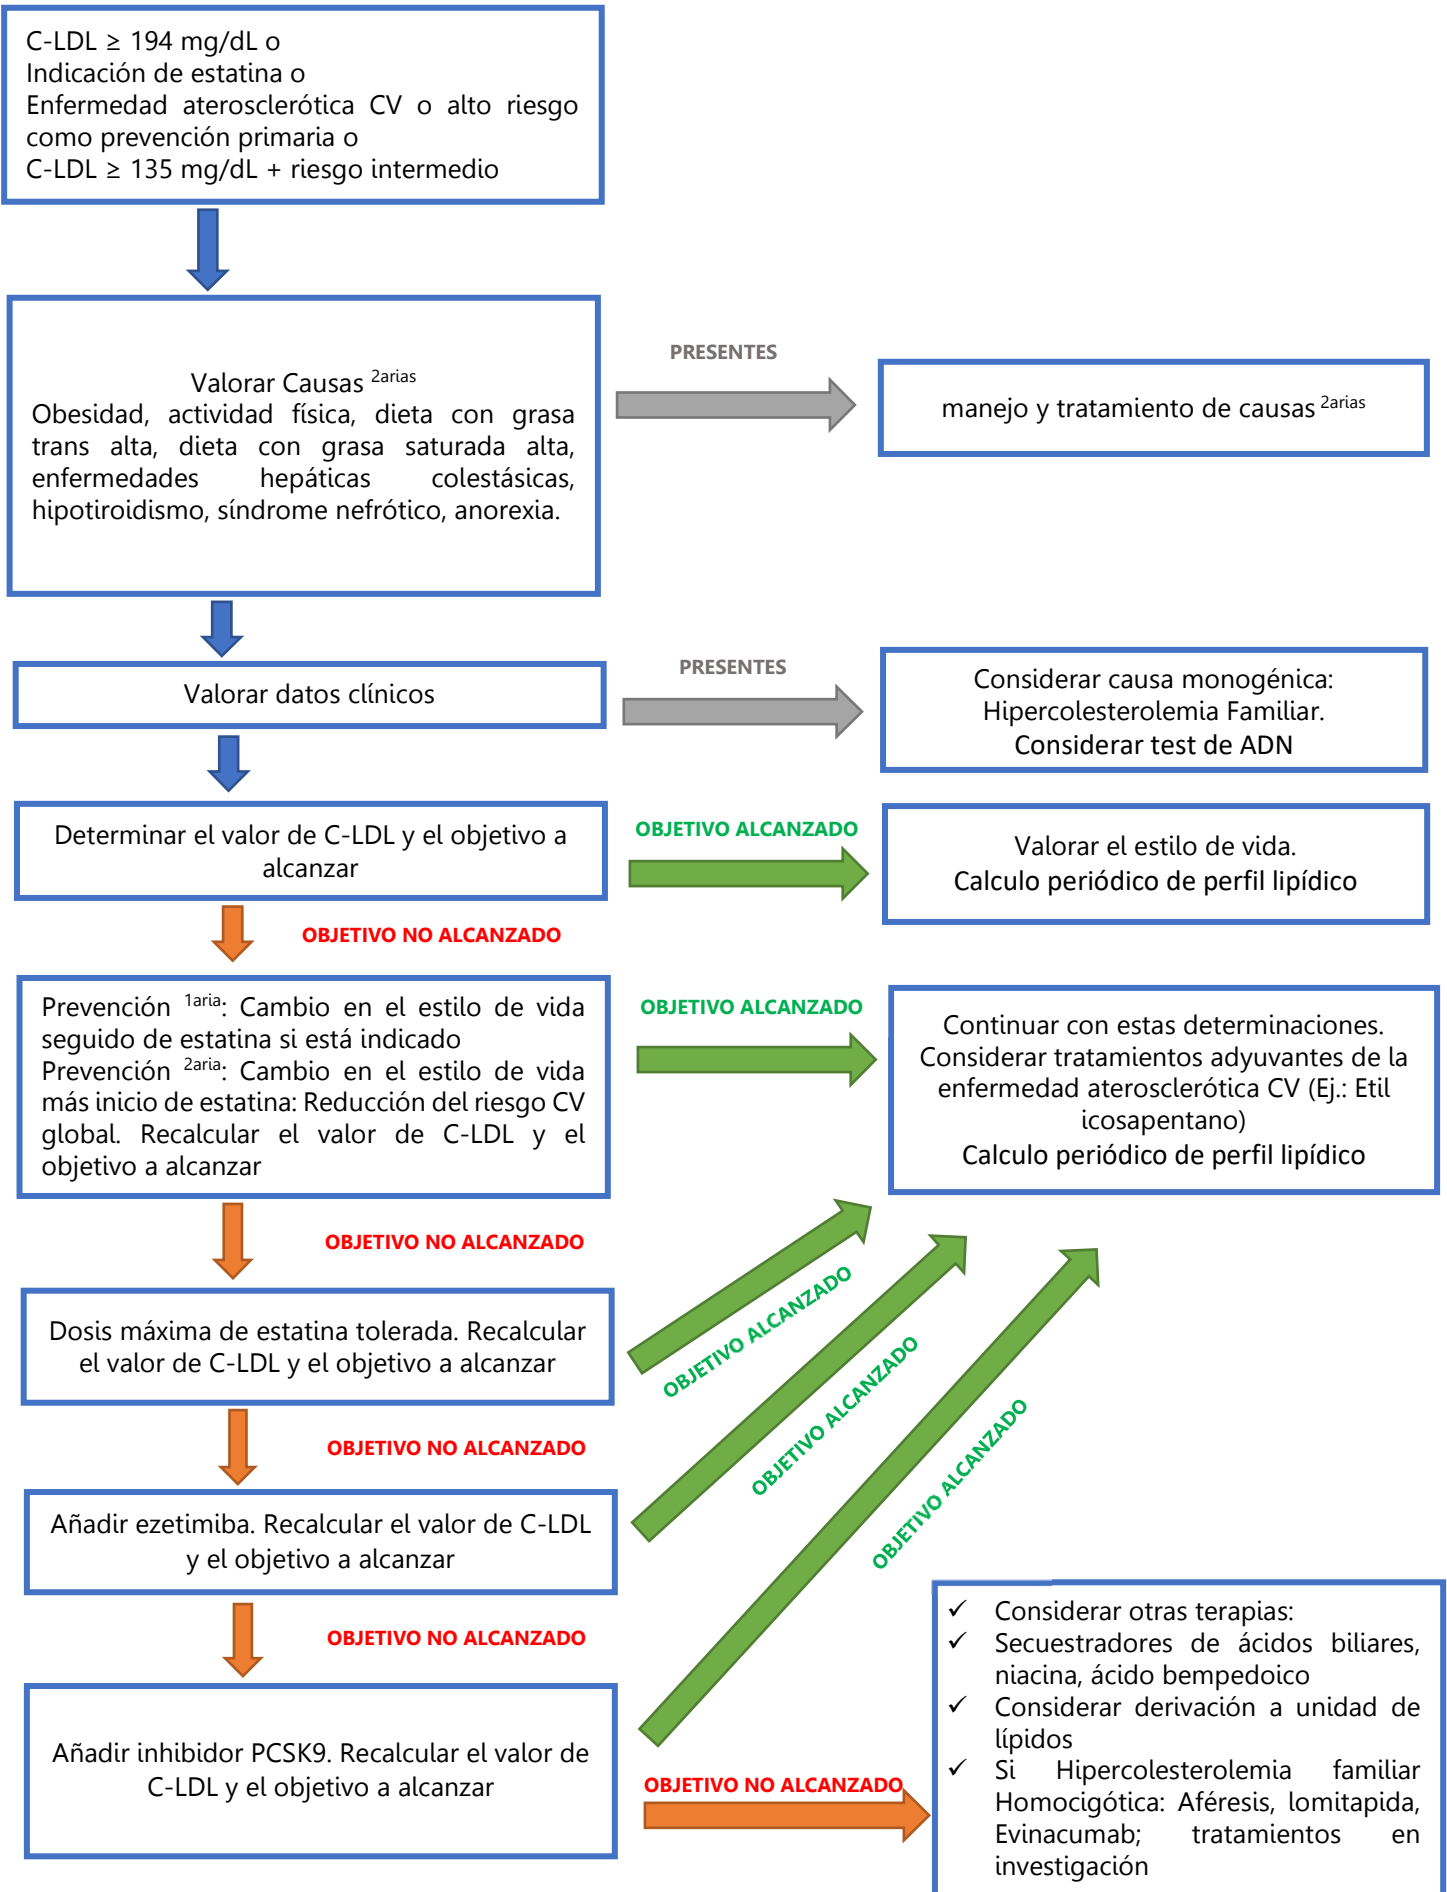 C-LDL ≥ 194 mg/dL o
Indicación de estatina o
Enfermedad aterosclerótica CV o alto riesgo
como prevención primaria o
C-LDL ≥ 135 mg/dL + riesgo intermedio
Valorar Causas 2arias
Obesidad, actividad física, dieta con grasa
trans alta, dieta con grasa saturada alta,
enfermedades hepáticas colestásicas,
hipotiroidismo, síndrome nefrótico, anorexia.
PRESENTES
manejo y tratamiento de causas 2arias
Valorar datos clínicos
PRESENTES
Considerar causa monogénica:
Hipercolesterolemia Familiar.
Considerar test de ADN
Determinar el valor de C-LDL y el objetivo a
alcanzar
OBJETIVO ALCANZADO
Valorar el estilo de vida.
Calculo periódico de perfil lipídico
OBJETIVO NO ALCANZADO
Prevención 1aria: Cambio en el estilo de vida
seguido de estatina si está indicado
Prevención 2aria: Cambio en el estilo de vida
más inicio de estatina: Reducción del riesgo CV
global. Recalcular el valor de C-LDL y el
objetivo a alcanzar
OBJETIVO ALCANZADO
Continuar con estas determinaciones.
Considerar tratamientos adyuvantes de la
enfermedad aterosclerótica CV (Ej.: Etil
icosapentano)
Calculo periódico de perfil lipídico
OBJETIVO NO ALCANZADO
Dosis máxima de estatina tolerada. Recalcular
el valor de C-LDL y el objetivo a alcanzar
OBJETIVO ALCANZADO
OBJETIVO NO ALCANZADO
Añadir ezetimiba. Recalcular el valor de C-LDL
y el objetivo a alcanzar
OBJETIVO ALCANZADO
OBJETIVO NO ALCANZADO
Añadir inhibidor PCSK9. Recalcular el valor de
C-LDL y el objetivo a alcanzar
OBJETIVO ALCANZADO
OBJETIVO NO ALCANZADO
✓ Considerar otras terapias:
✓ Secuestradores de ácidos biliares,
niacina, ácido bempedoico
✓ Considerar derivación a unidad de
lípidos
✓ Si Hipercolesterolemia familiar
Homocigótica: Aféresis, lomitapida,
Evinacumab; tratamientos en
investigación